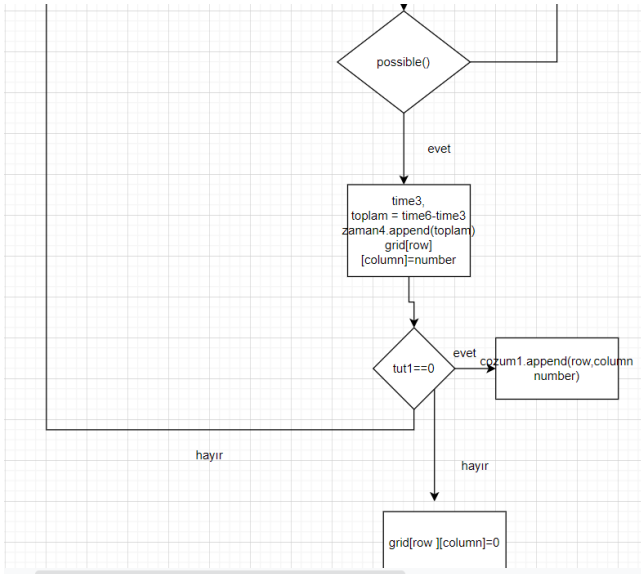 possible()
evet
time3,
toplam = time6-time3
zaman4.append(toplam)
grid[row]
[column]=number
tut1==0
evet
cozum1.append(row,column
number)
hayır
hayır
grid[row ][column]=0